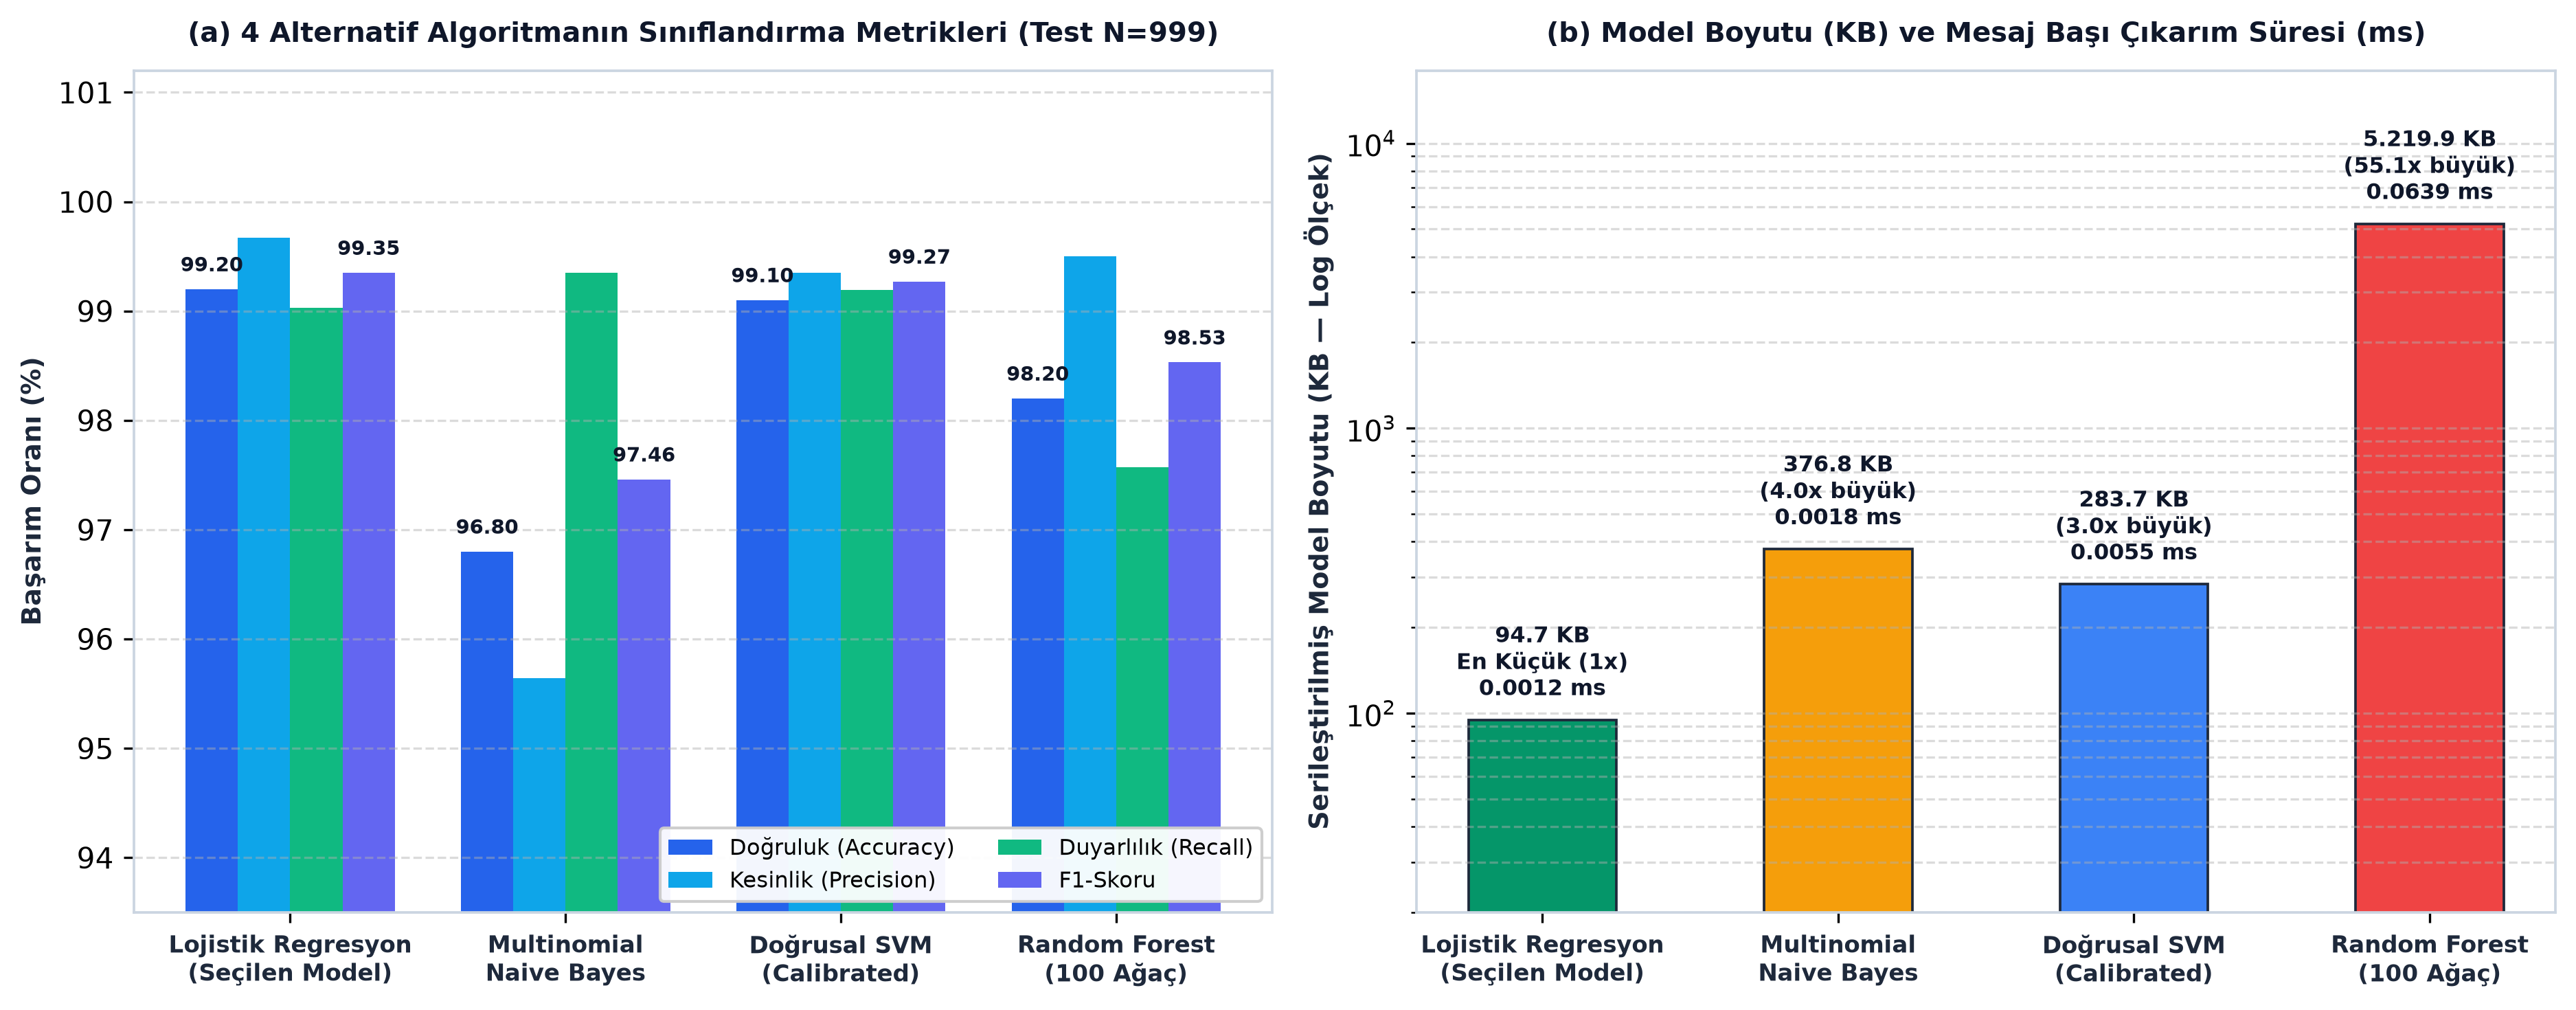 (a) 4 Alternatif Algoritmanın Sınıflandırma Metrikleri (Test N=999)
Başarım Oranı (%)
101
100
99
98
97
96
95
94
99.20
99.35
96.80
97.46
99.10
99.27
98.20
98.53
Doğruluk (Accuracy)
Kesinlik (Precision)
Duyarlılık (Recall)
F1-Skoru
Lojistik Regresyon
(Seçilen Model)
Multinomial
Naive Bayes
Doğrusal SVM
(Calibrated)
Random Forest
(100 Ağaç)
(b) Model Boyutu (KB) ve Mesaj Başı Çıkarım Süresi (ms)
Serileştirilmiş Model Boyutu (KB — Log Ölçek)
10⁴
10³
10²
94.7 KB
En Küçük (1x)
0.0012 ms
376.8 KB
(4.0x büyük)
0.0018 ms
283.7 KB
(3.0x büyük)
0.0055 ms
5.219.9 KB
(55.1x büyük)
0.0639 ms
Lojistik Regresyon
(Seçilen Model)
Multinomial
Naive Bayes
Doğrusal SVM
(Calibrated)
Random Forest
(100 Ağaç)